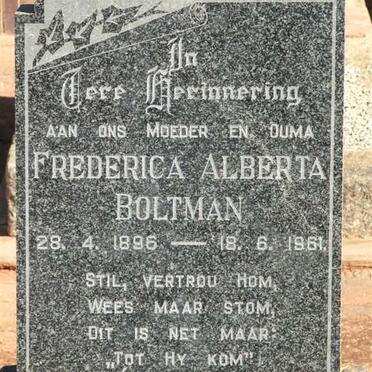 In
Tere Herinnering
AAN ONS MOEDER EN OUMA
FREDERICA ALBERTA
BOLTMAN
28. 4. 1896 — 18. 6. 1961.
STIL, VERTROU HOM,
WEES MAAR STOM,
DIT IS NET MAAR:
„TOT HY KOM"!